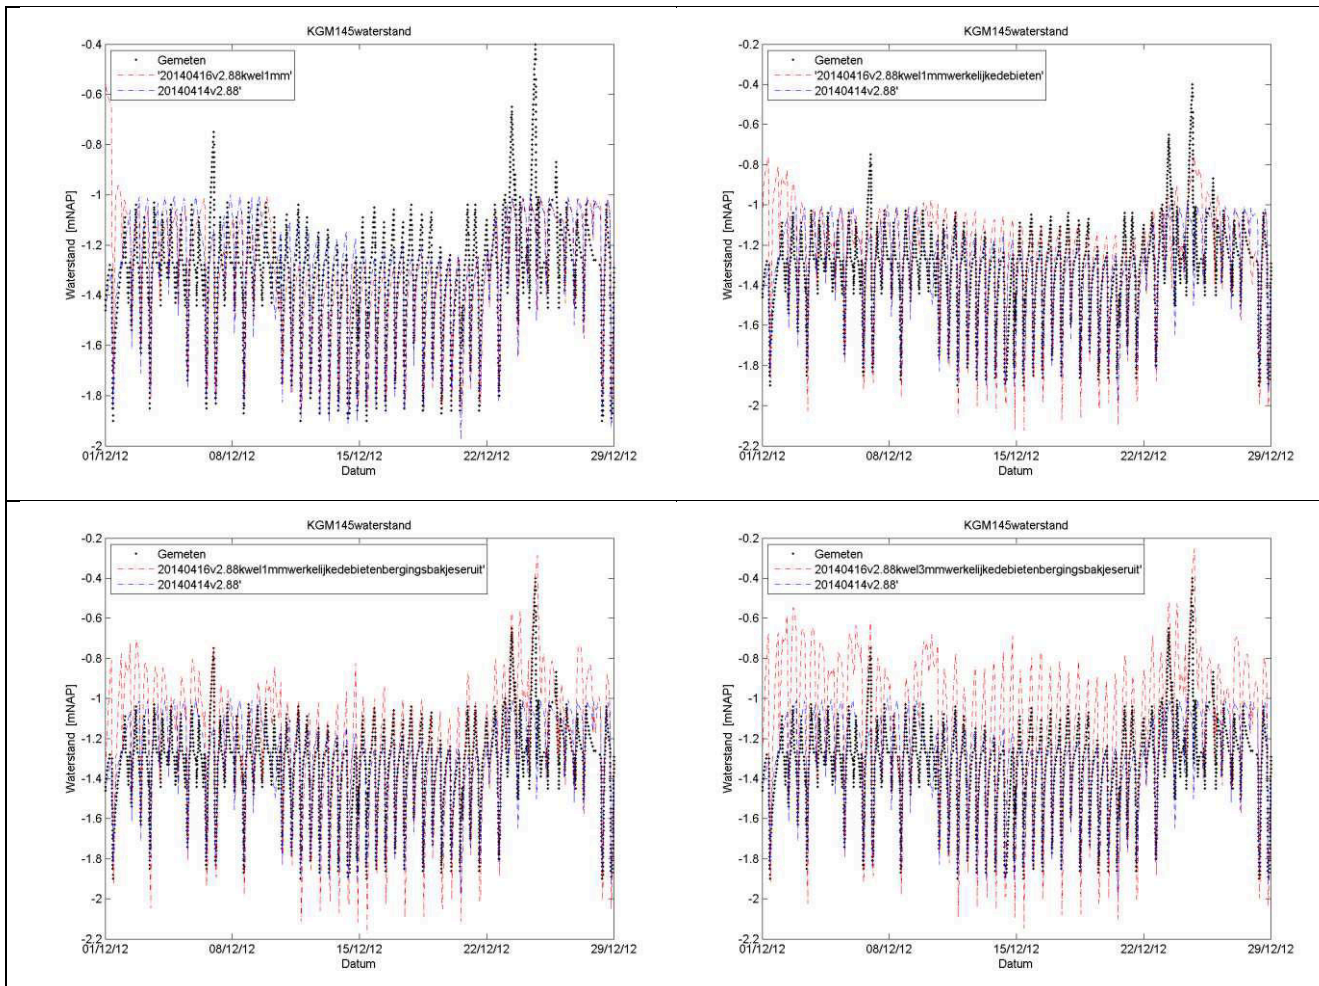 KGM145waterstand
-0.4
-0.6
-0.8
-1
-1.2
-1.4
-1.6
-1.8
-2
Waterstand [mNAP]
Gemeten
'20140416v2.88kwel1mm'
20140414v2.88'
01/12/12 08/12/12 15/12/12 22/12/12 29/12/12
Datum
KGM145waterstand
-0.2
-0.4
-0.6
-0.8
-1
-1.2
-1.4
-1.6
-1.8
-2
-2.2
Waterstand [mNAP]
Gemeten
'20140416v2.88kwel1mmwerkelijkedebieten'
20140414v2.88'
01/12/12 08/12/12 15/12/12 22/12/12 29/12/12
Datum
KGM145waterstand
-0.2
-0.4
-0.6
-0.8
-1
-1.2
-1.4
-1.6
-1.8
-2
-2.2
Waterstand [mNAP]
Gemeten
20140416v2.88kwel1mmwerkelijkedebietenbergingsbakjeseruit'
20140414v2.88'
01/12/12 08/12/12 15/12/12 22/12/12 29/12/12
Datum
KGM145waterstand
-0.2
-0.4
-0.6
-0.8
-1
-1.2
-1.4
-1.6
-1.8
-2
-2.2
Waterstand [mNAP]
Gemeten
20140416v2.88kwel3mmwerkelijkedebietenbergingsbakjeseruit'
20140414v2.88'
01/12/12 08/12/12 15/12/12 22/12/12 29/12/12
Datum